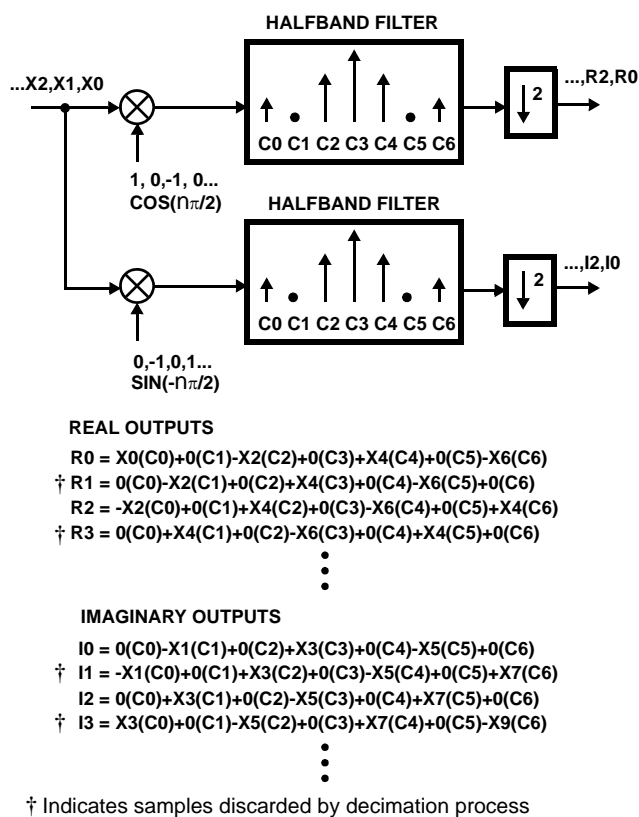 HALFBAND FILTER
...X2,X1,X0
C0 C1 C2 C3 C4 C5 C6
2
...,R2,R0
1, 0,-1, 0...
COS(nπ/2)
HALFBAND FILTER
C0 C1 C2 C3 C4 C5 C6
2
...,I2,I0
0,-1,0,1...
SIN(-nπ/2)
REAL OUTPUTS
R0 = X0(C0)+0(C1)-X2(C2)+0(C3)+X4(C4)+0(C5)-X6(C6)
† R1 = 0(C0)-X2(C1)+0(C2)+X4(C3)+0(C4)-X6(C5)+0(C6)
R2 = -X2(C0)+0(C1)+X4(C2)+0(C3)-X6(C4)+0(C5)+X4(C6)
† R3 = 0(C0)+X4(C1)+0(C2)-X6(C3)+0(C4)+X4(C5)+0(C6)
IMAGINARY OUTPUTS
I0 = 0(C0)-X1(C1)+0(C2)+X3(C3)+0(C4)-X5(C5)+0(C6)
† I1 = -X1(C0)+0(C1)+X3(C2)+0(C3)-X5(C4)+0(C5)+X7(C6)
I2 = 0(C0)+X3(C1)+0(C2)-X5(C3)+0(C4)+X7(C5)+0(C6)
† I3 = X3(C0)+0(C1)-X5(C2)+0(C3)+X7(C4)+0(C5)-X9(C6)
† Indicates samples discarded by decimation process